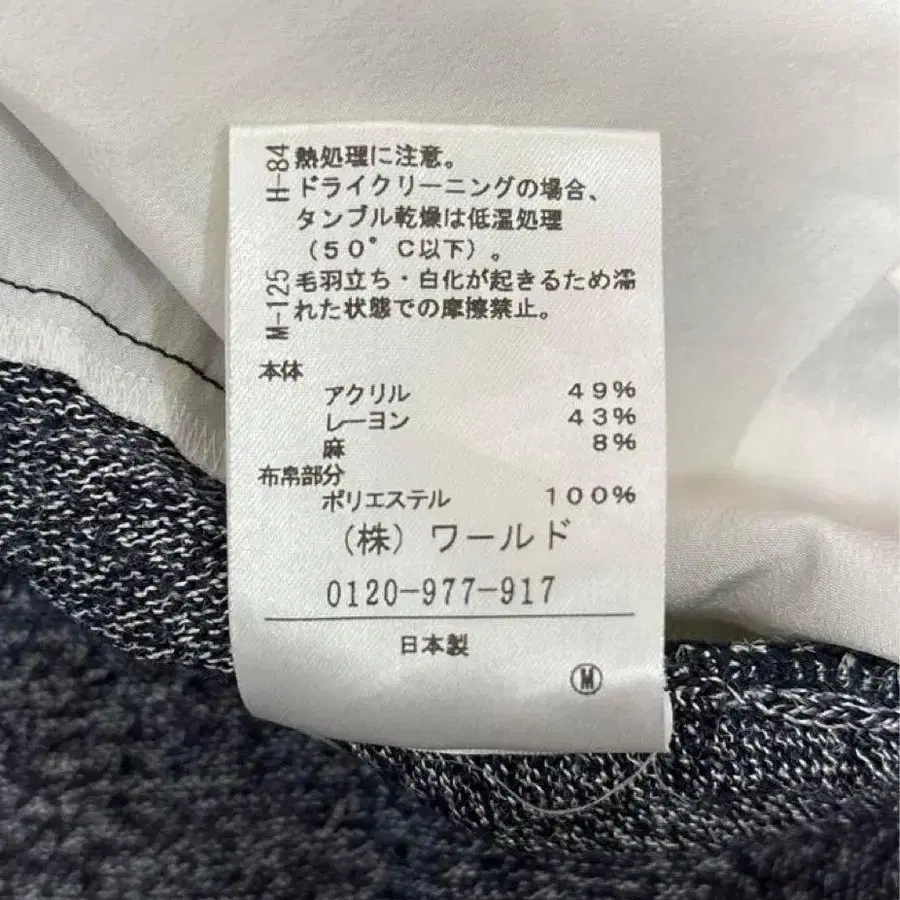 H-84 熱処理に注意。
ドライクリーニングの場合、
タンブル乾燥は低温処理
(50°C以下)。
M-125 毛羽立ち・白化が起きるため濡
れた状態での摩擦禁止。
本体
アクリル 49%
レーヨン 43%
麻 8%
布帛部分
ポリエステル 100%
(株)ワールド
0120-977-917
日本製
M